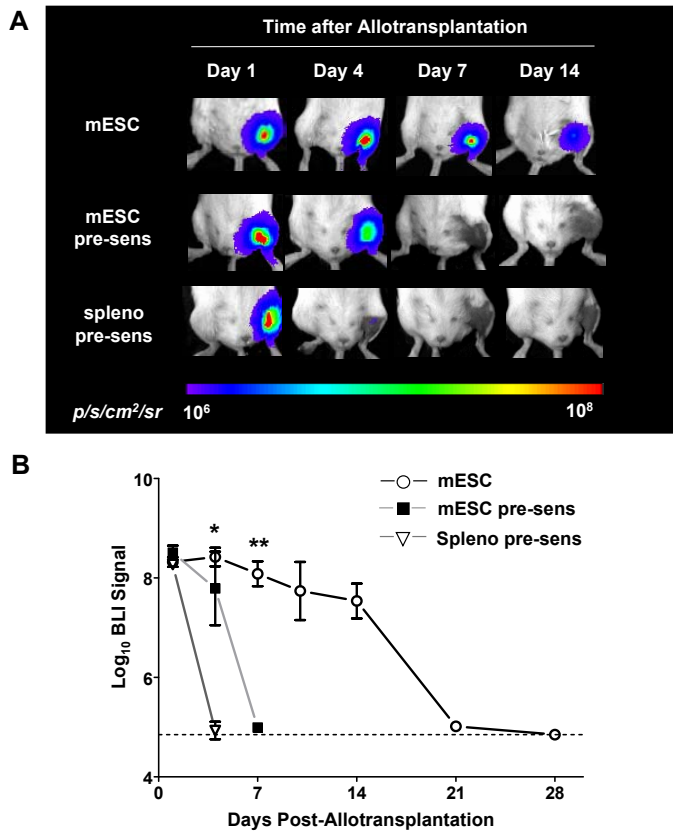 A
Time after Allotransplantation
Day 1 Day 4 Day 7 Day 14
mESC
mESC
pre-sens
spleno
pre-sens
p/s/cm²/sr 10⁶ 10⁸
B
mESC
mESC pre-sens
Spleno pre-sens
* **
Log₁₀ BLI Signal
10
8
6
4
0 7 14 21 28
Days Post-Allotransplantation